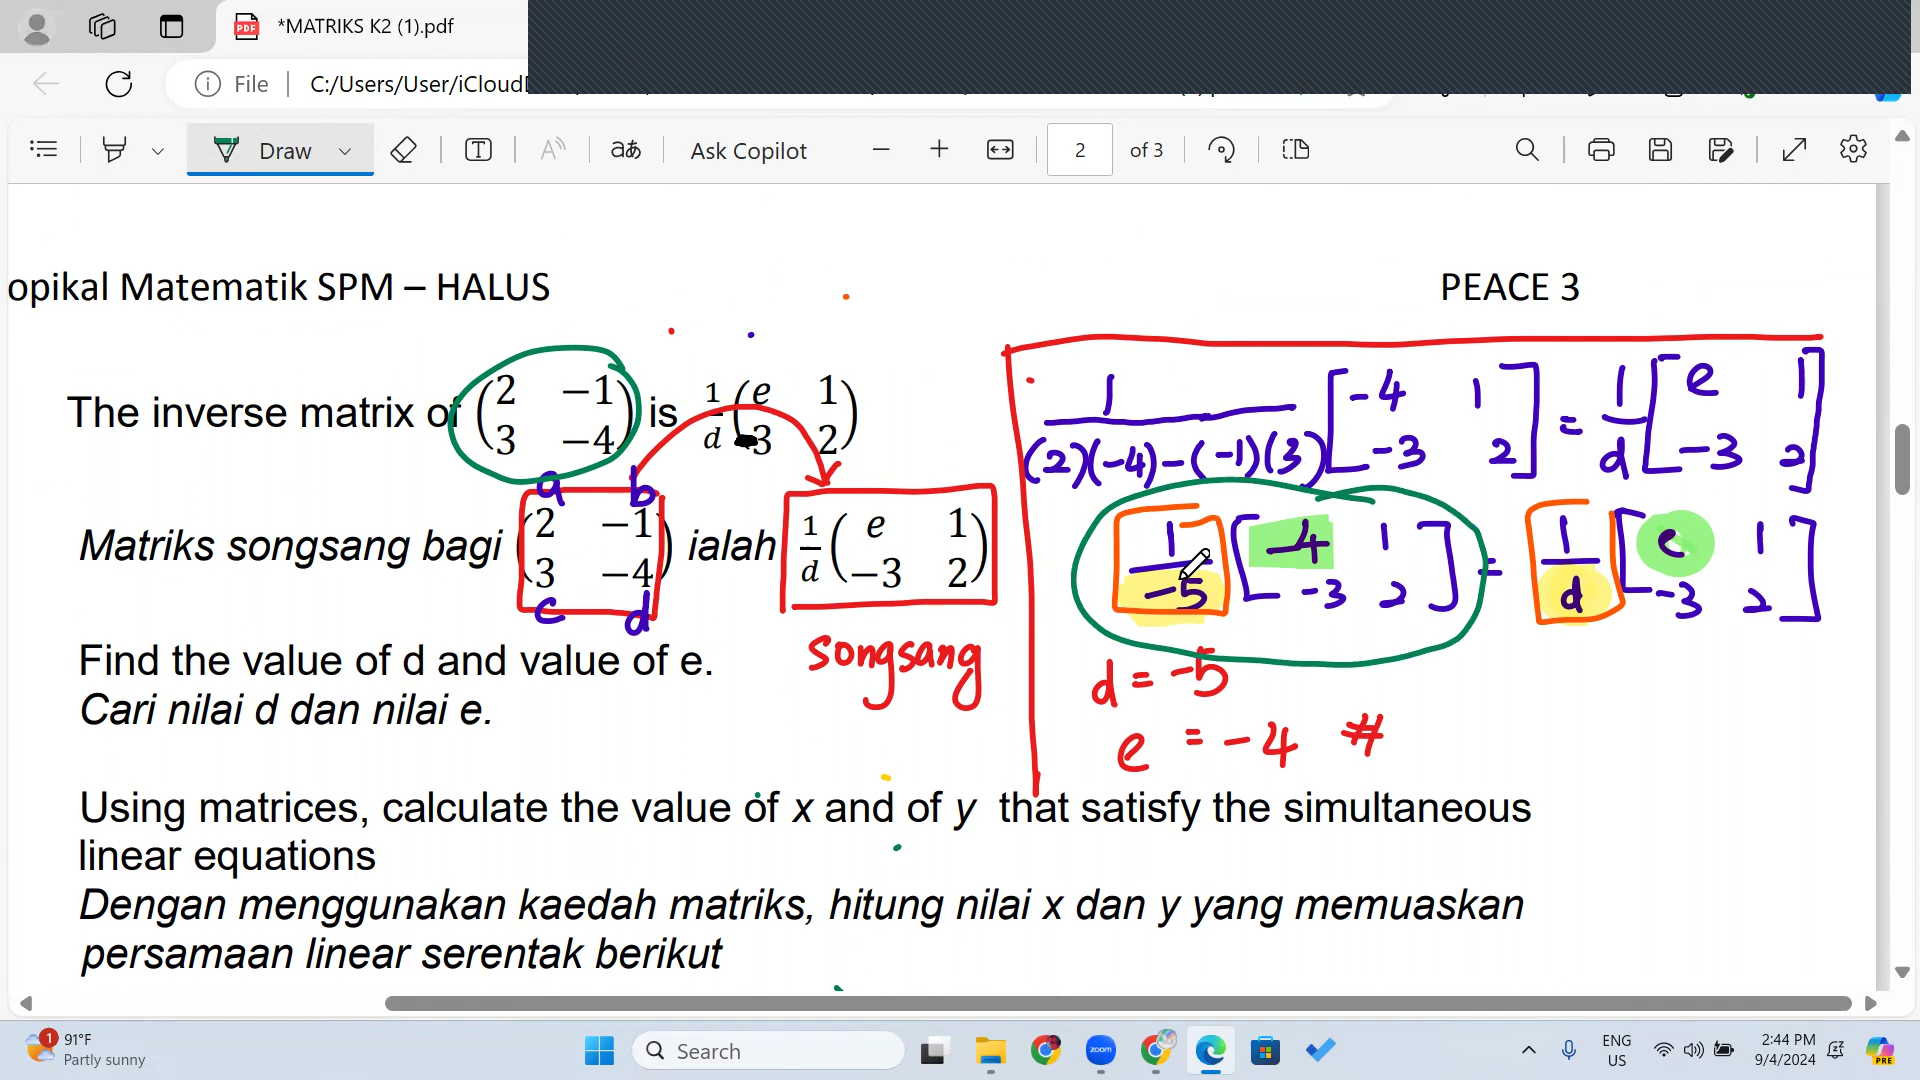 *MATRIKS K2 (1).pdf
File C:/Users/User/iCloudD
Draw aあ Ask Copilot 2 of 3
opikal Matematik SPM – HALUS
PEACE 3
The inverse matrix of (2 −1 is 1/d (e 1
3 −4) 3 2)
a b
Matriks songsang bagi (2 −1 ialah 1/d (e 1
3 −4) −3 2)
c d
songsang
Find the value of d and value of e.
Cari nilai d dan nilai e.
1/(2)(-4)-(-1)(3) [-4 1 = 1/d [e 1
-3 2] -3 2]
1/-5 [-4 1 = 1/d [e 1
-3 2] -3 2]
d = -5
e = -4 #
Using matrices, calculate the value of x and of y that satisfy the simultaneous
linear equations
Dengan menggunakan kaedah matriks, hitung nilai x dan y yang memuaskan
persamaan linear serentak berikut
1
91°F
Partly sunny
Search
zoom
ENG
US
2:44 PM
9/4/2024
PRE